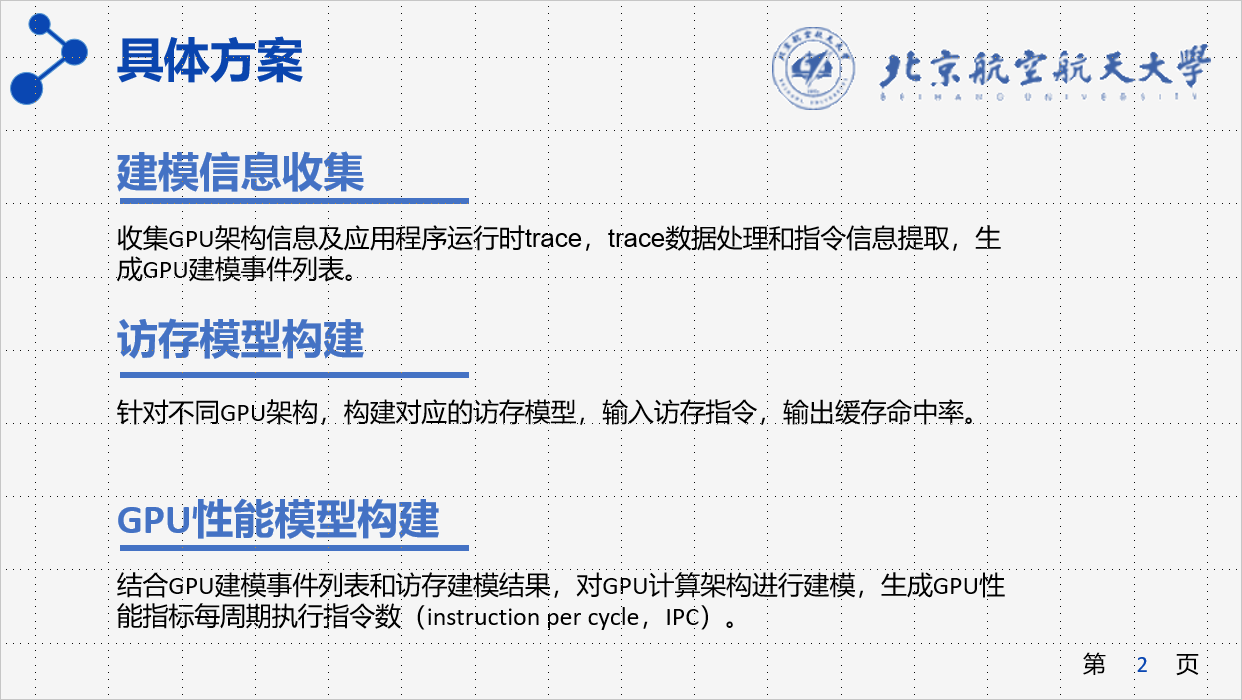 具体方案
北京航空航天大学
BEIHANG UNIVERSITY
建模信息收集
收集GPU架构信息及应用程序运行时trace，trace数据处理和指令信息提取，生
成GPU建模事件列表。
访存模型构建
针对不同GPU架构，构建对应的访存模型，输入访存指令，输出缓存命中率。
GPU性能模型构建
结合GPU建模事件列表和访存建模结果，对GPU计算架构进行建模，生成GPU性
能指标每周期执行指令数（instruction per cycle，IPC）。
第 2 页